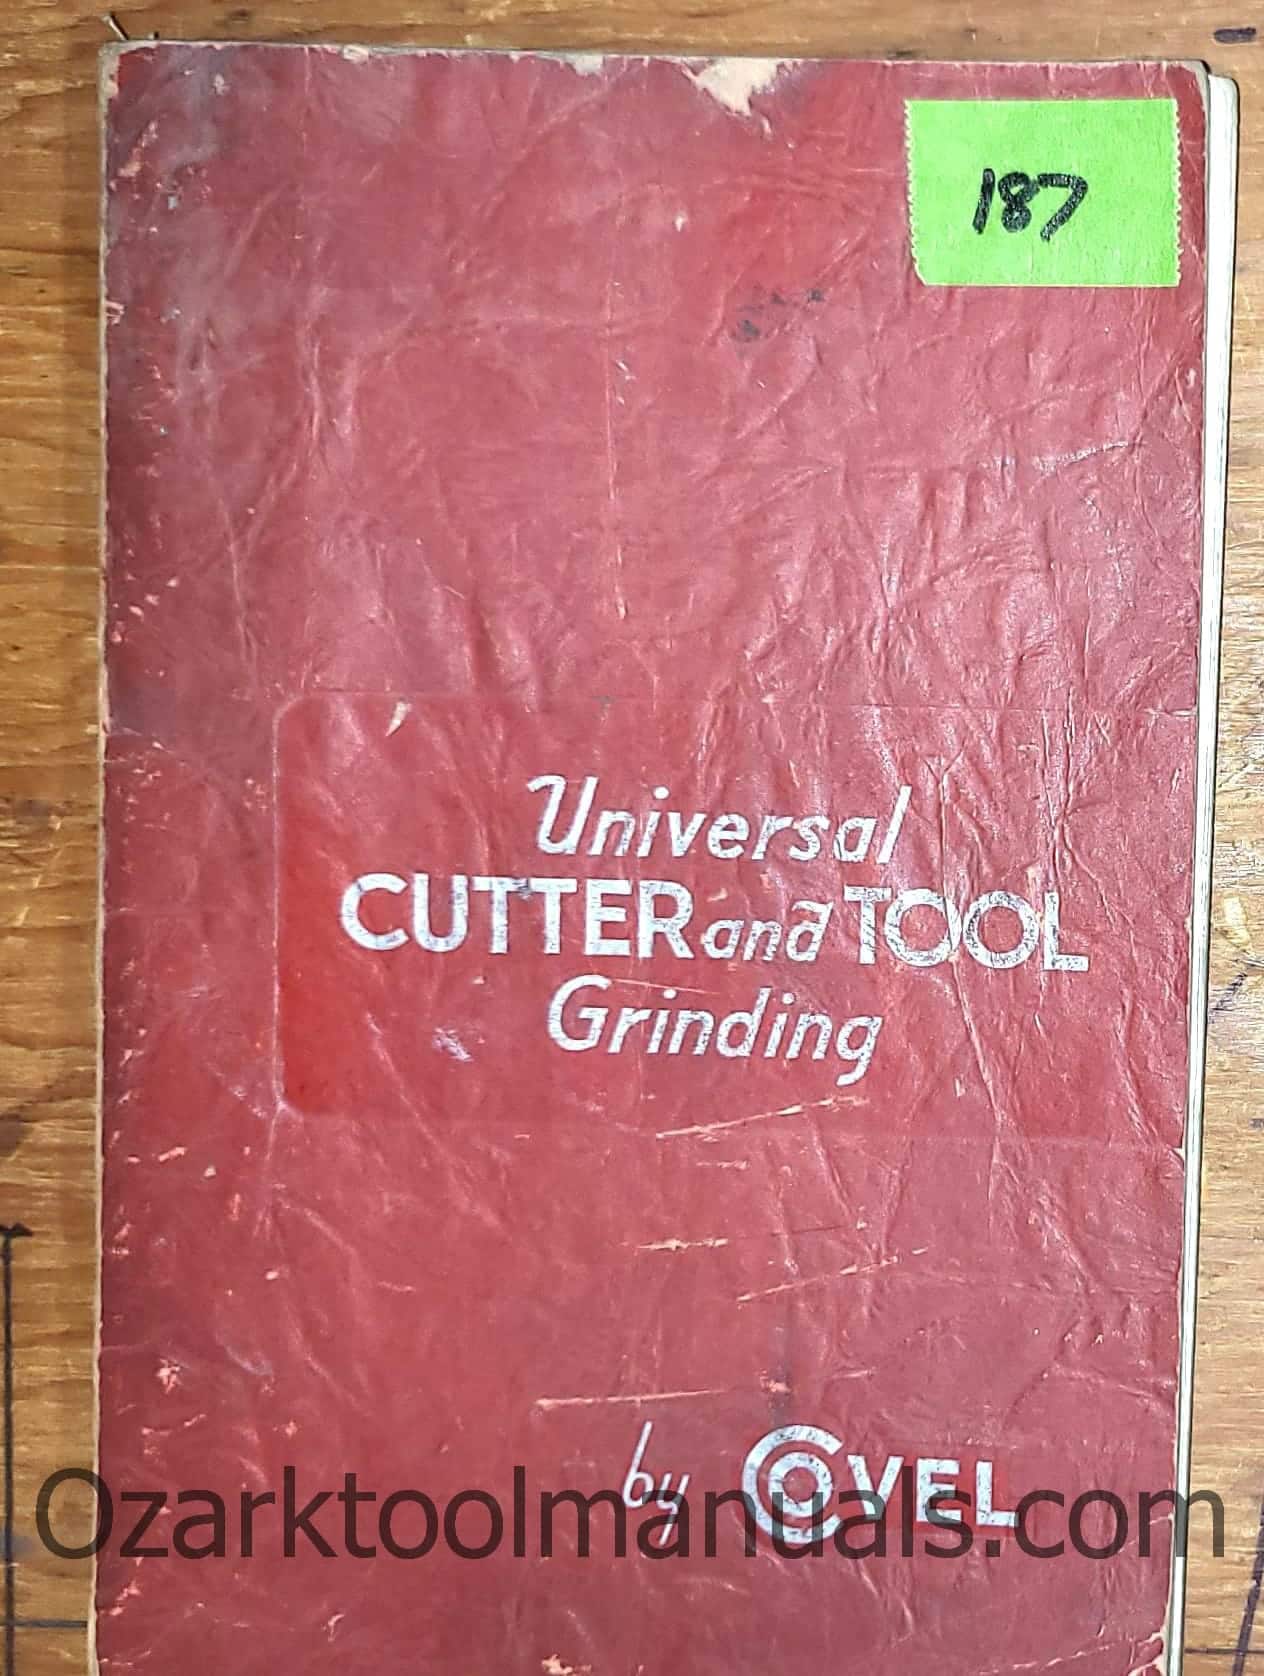 187
Universal
CUTTER and TOOL
Grinding
by COVEL
Ozarktoolmanuals.com